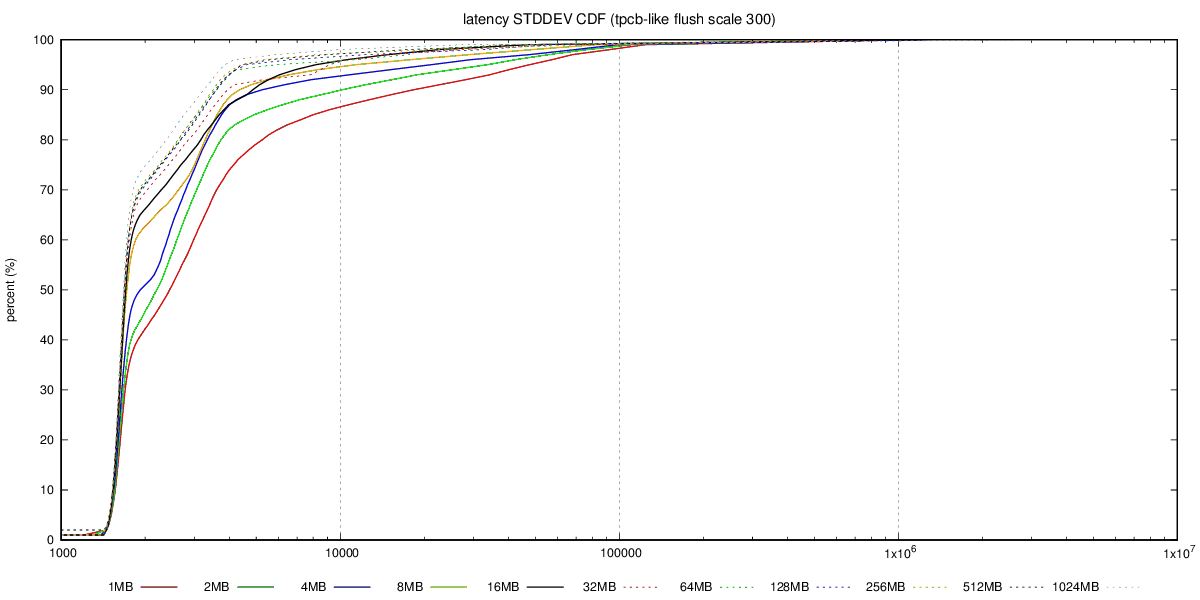 latency STDDEV CDF (tpcb-like flush scale 300)
100
90
80
70
60
50
40
30
20
10
0
percent (%)
1000 10000 100000 1x10^6 1x10^7
1MB 2MB 4MB 8MB 16MB 32MB 64MB 128MB 256MB 512MB 1024MB